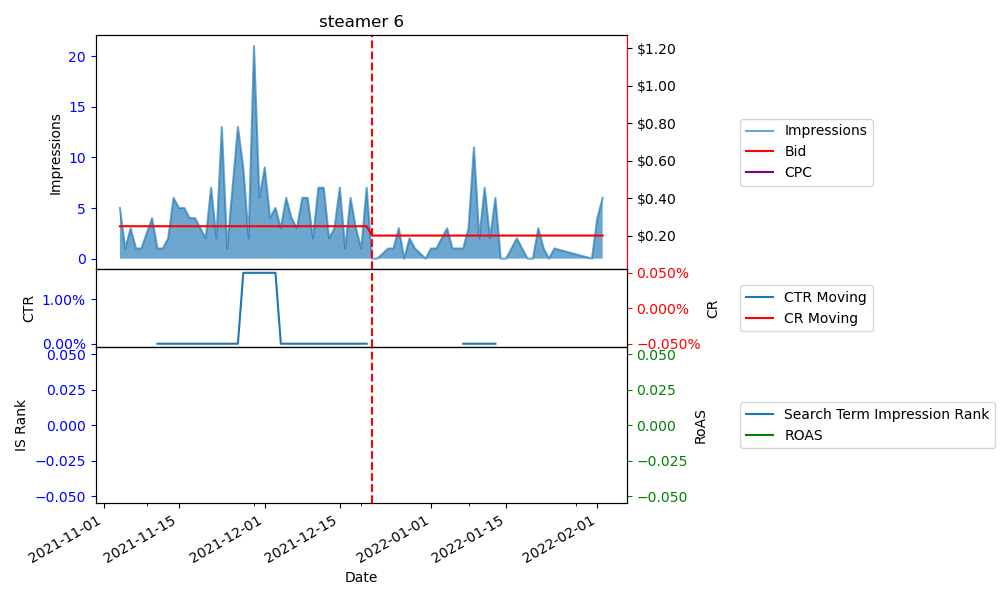 steamer 6
Impressions
20
15
10
5
0
$1.20
$1.00
$0.80
$0.60
$0.40
$0.20
Impressions
Bid
CPC
CTR
1.00%
0.00%
0.050%
0.000%
−0.050%
CR
CTR Moving
CR Moving
IS Rank
0.050
0.025
0.000
−0.025
−0.050
0.050
0.025
0.000
−0.025
−0.050
RoAS
Search Term Impression Rank
ROAS
2021-11-01
2021-11-15
2021-12-01
2021-12-15
2022-01-01
2022-01-15
2022-02-01
Date